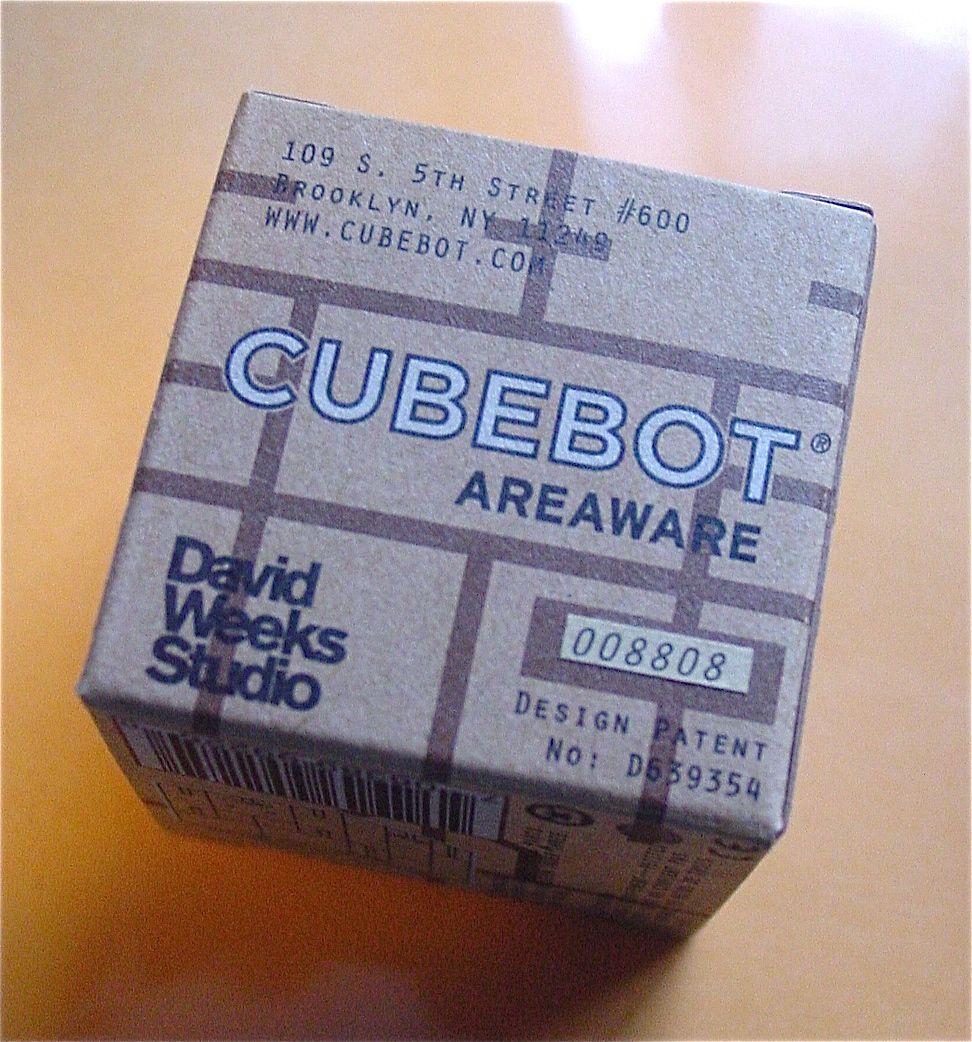 109 S. 5TH STREET #600
BROOKLYN, NY 11249
WWW.CUBEBOT.COM
CUBEBOT®
AREAWARE
David
Weeks
Studio
008808
DESIGN PATENT
No: D639354